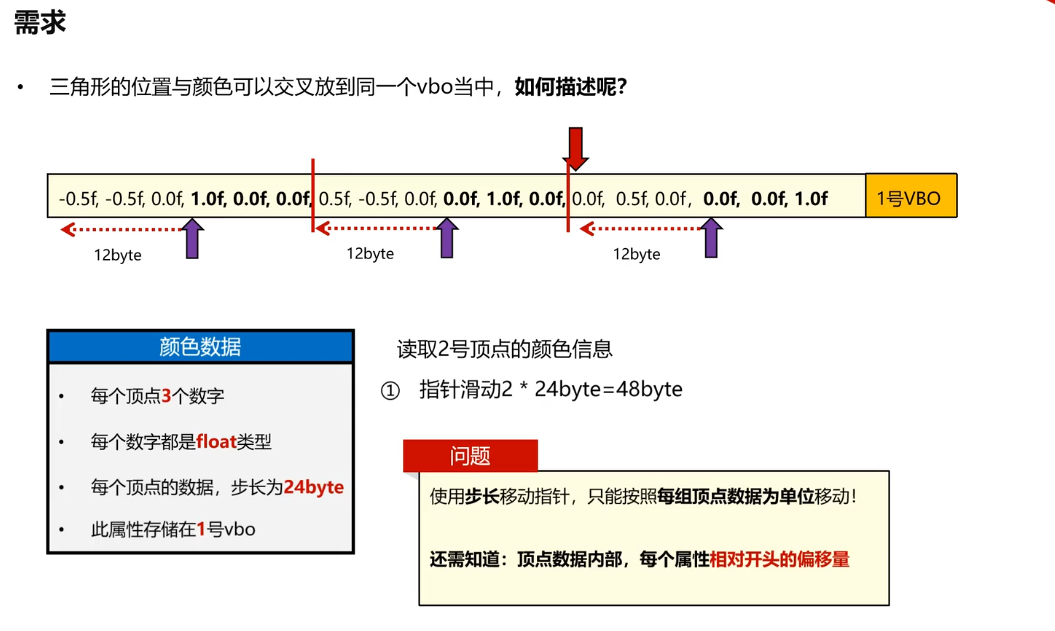 需求
• 三角形的位置与颜色可以交叉放到同一个vbo当中，如何描述呢？
-0.5f, -0.5f, 0.0f, 1.0f, 0.0f, 0.0f, 0.5f, -0.5f, 0.0f, 0.0f, 1.0f, 0.0f, 0.0f, 0.5f, 0.0f, 0.0f, 0.0f, 1.0f 1号VBO
12byte 12byte 12byte
颜色数据
• 每个顶点3个数字
• 每个数字都是float类型
• 每个顶点的数据，步长为24byte
• 此属性存储在1号vbo
读取2号顶点的颜色信息
① 指针滑动2 * 24byte=48byte
问题
使用步长移动指针，只能按照每组顶点数据为单位移动！
还需知道：顶点数据内部，每个属性相对开头的偏移量